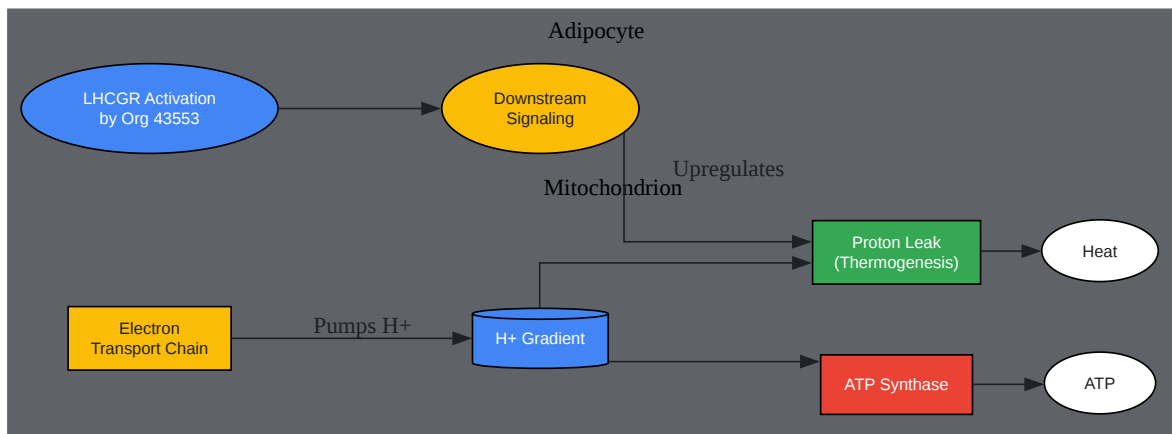 Adipocyte
LHCGR Activation
by Org 43553
Downstream
Signaling
Upregulates
Mitochondrion
Proton Leak
(Thermogenesis)
Heat
Electron
Transport Chain
Pumps H+
H+ Gradient
ATP Synthase
ATP